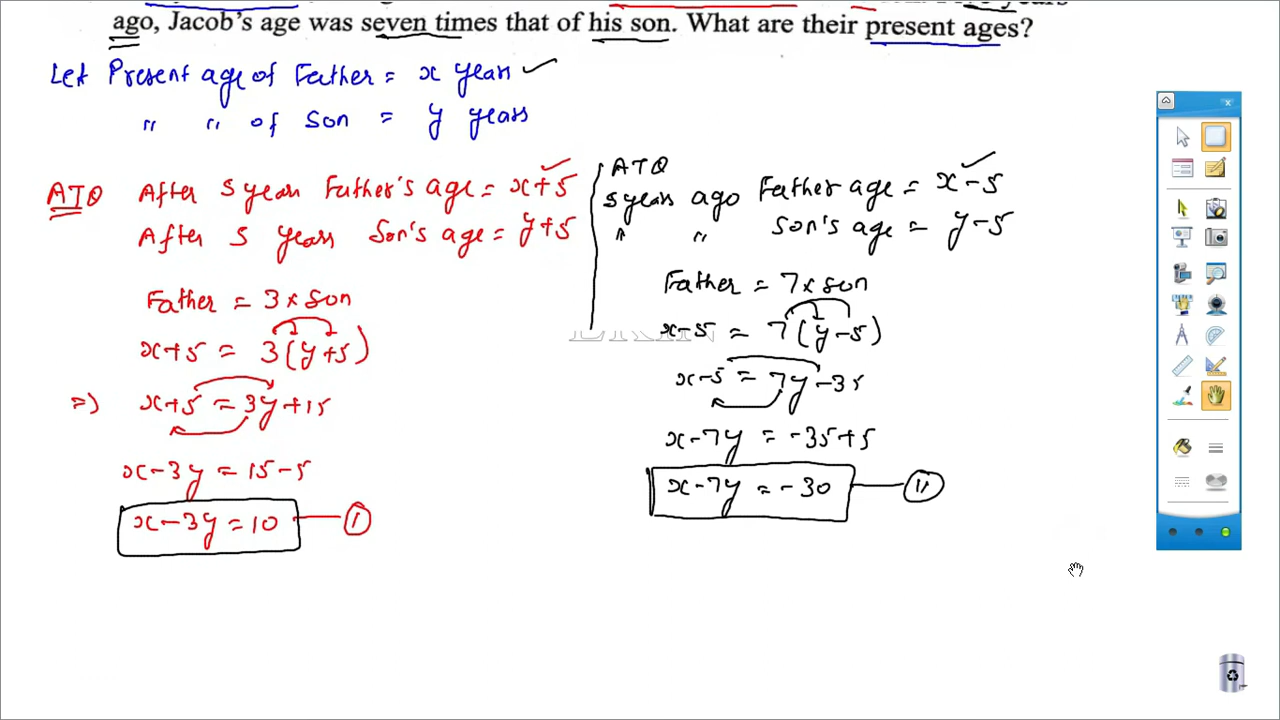 years
ago, Jacob's age was seven times that of his son. What are their present ages?
Let Present age of Father = x years ✓
〃 〃 of Son = y years
ATQ After 5 year Father's age = x+5
After 5 years Son's age = y+5
Father = 3 × son
x+5 = 3(y+5)
=) x+5 = 3y+15
x-3y = 15-5
x-3y = 10 — (1)
ATQ
5 years ago Father age = x-5
〃 〃 Son's age = y-5
Father = 7 × son
x-5 = 7(y-5)
x-5 = 7y-35
x-7y = -35+5
x-7y = -30 — (11)